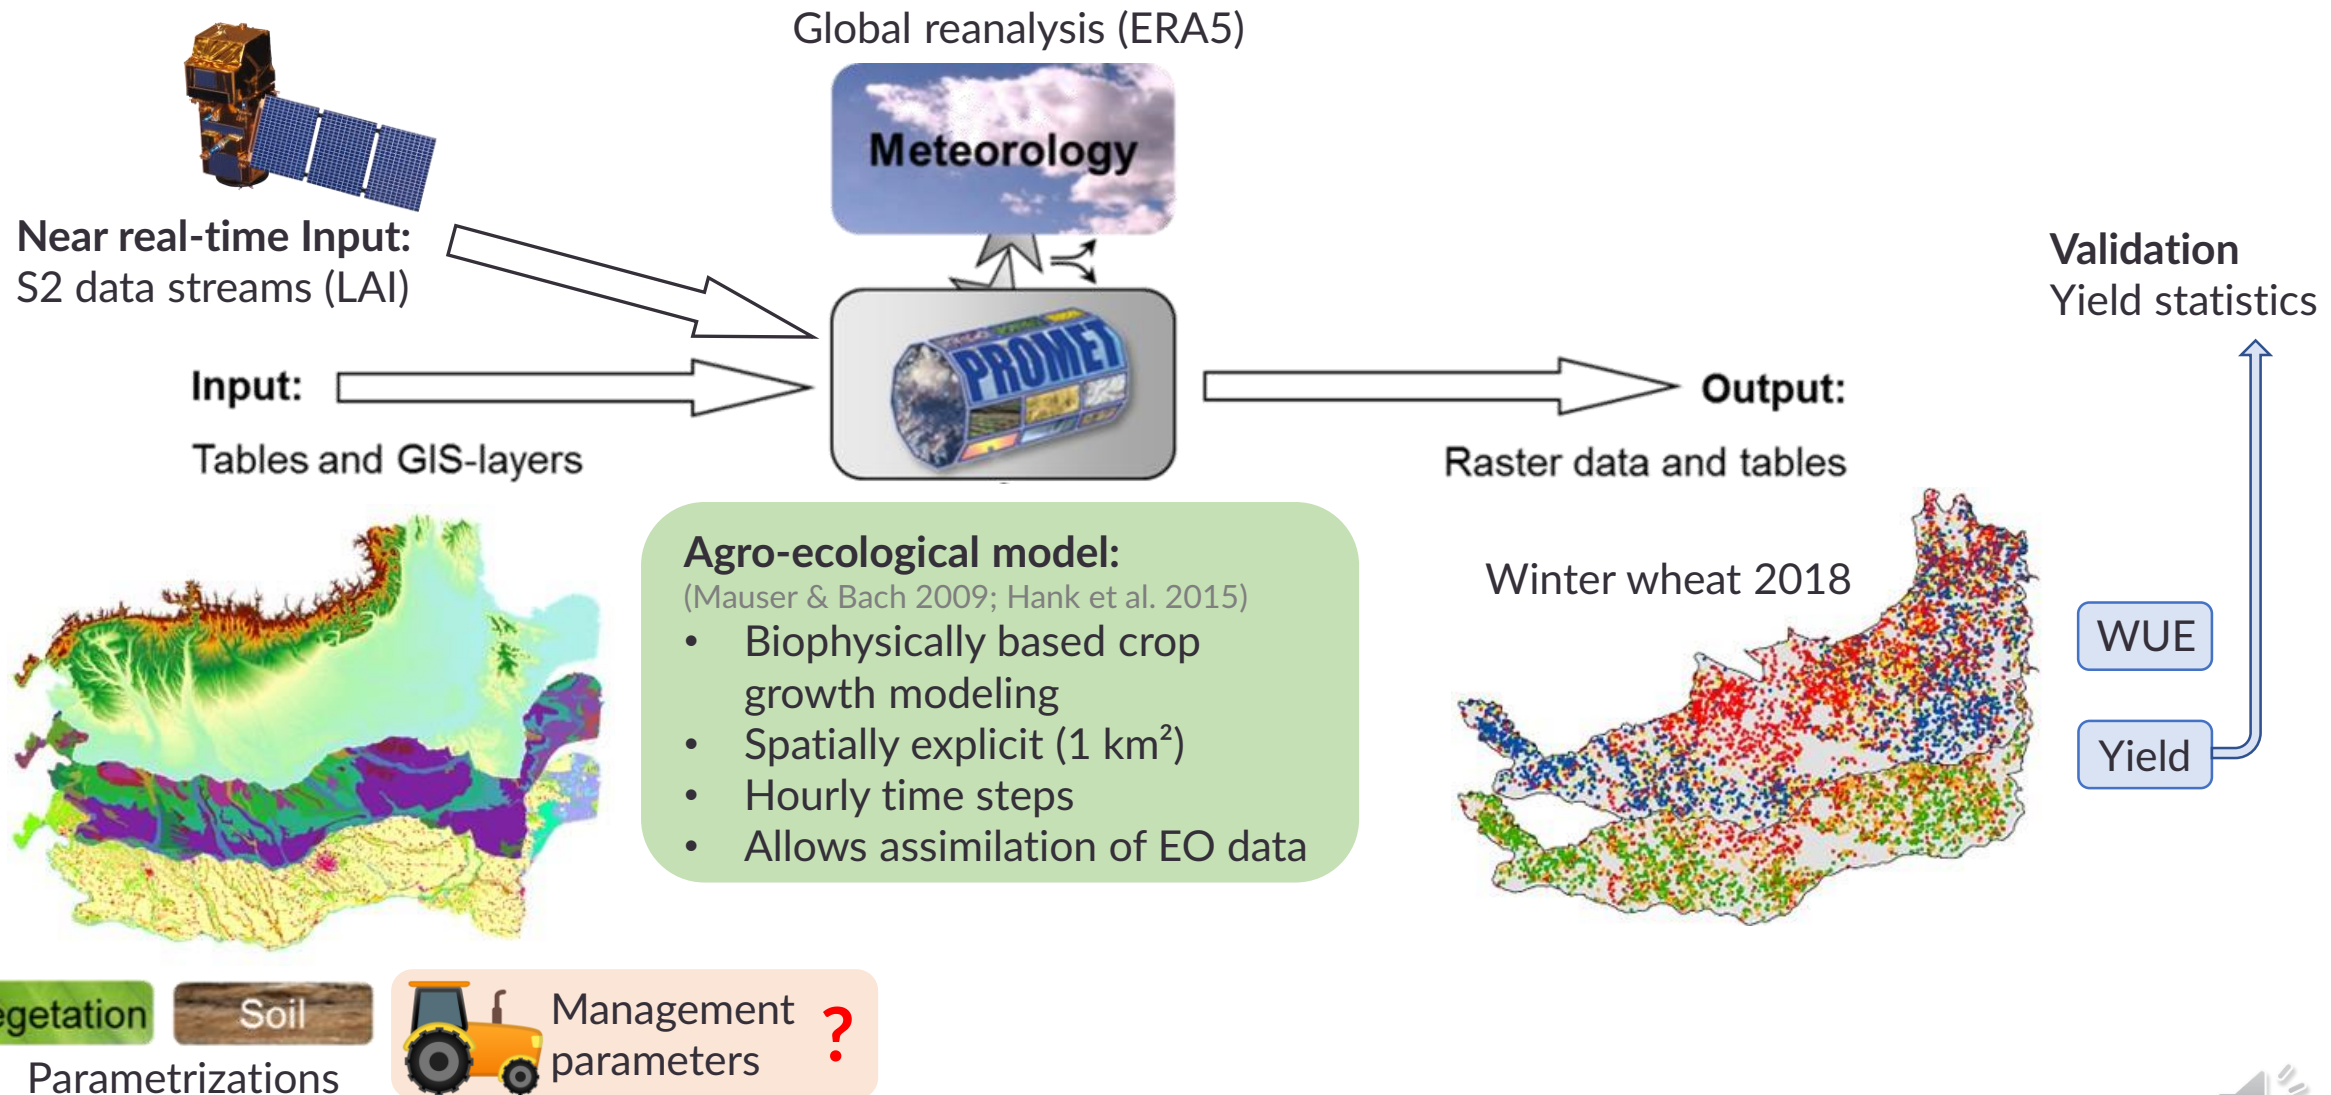 Global reanalysis (ERA5)
Meteorology
Near real-time Input:
S2 data streams (LAI)
Validation
Yield statistics
PROMET
Input:
Output:
Tables and GIS-layers
Raster data and tables
Agro-ecological model:
(Mauser & Bach 2009; Hank et al. 2015)
• Biophysically based crop
growth modeling
• Spatially explicit (1 km²)
• Hourly time steps
• Allows assimilation of EO data
Winter wheat 2018
WUE
Yield
egetation
Soil
Parametrizations
Management
parameters
?